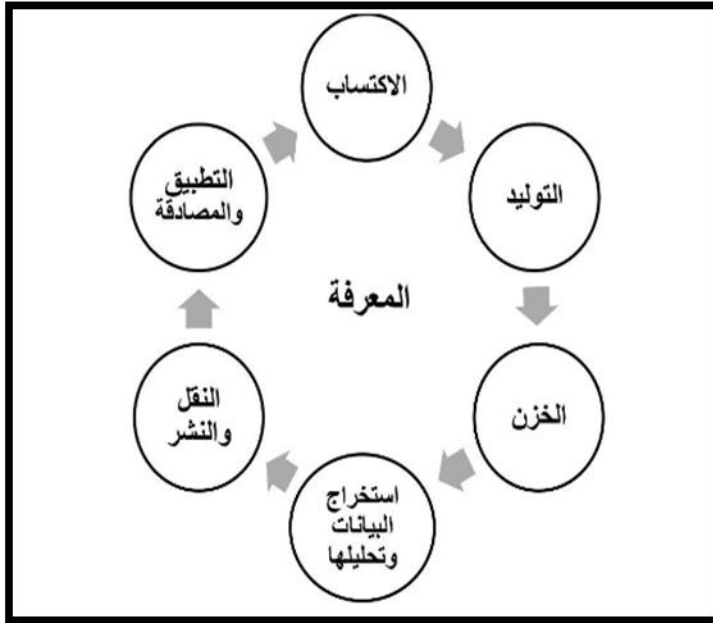 الاكتساب
التوليد
الخزن
استخراج
البيانات
وتحليلها
النقل
والنشر
التطبيق
والمصادقة
المعرفة